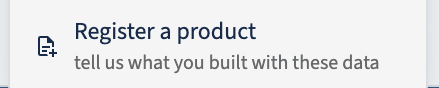 Register a product
tell us what you built with these data